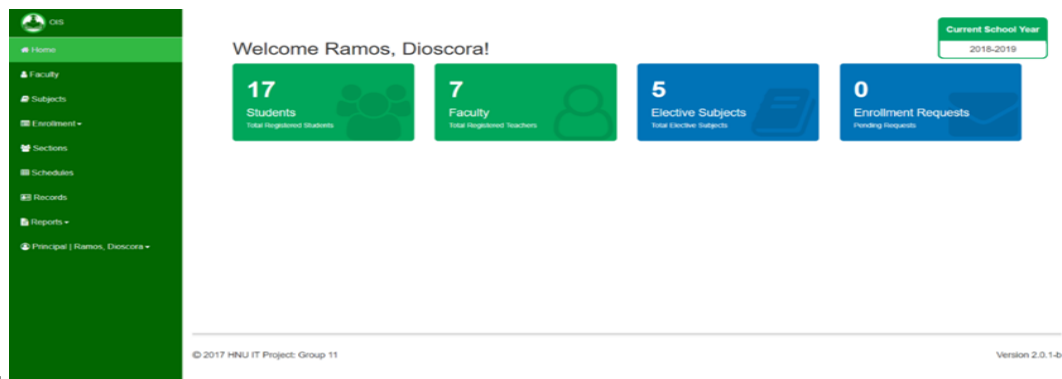 OIS
Home
Faculty
Subjects
Enrollment
Sections
Schedules
Records
Reports
Principal | Ramos, Dioscora
Welcome Ramos, Dioscora!
Current School Year
2018-2019
17
Students
Total Registered Students
7
Faculty
Total Registered Teachers
5
Elective Subjects
Total Elective Subjects
0
Enrollment Requests
Pending Requests
© 2017 HNU IT Project: Group 11
Version 2.0.1-b